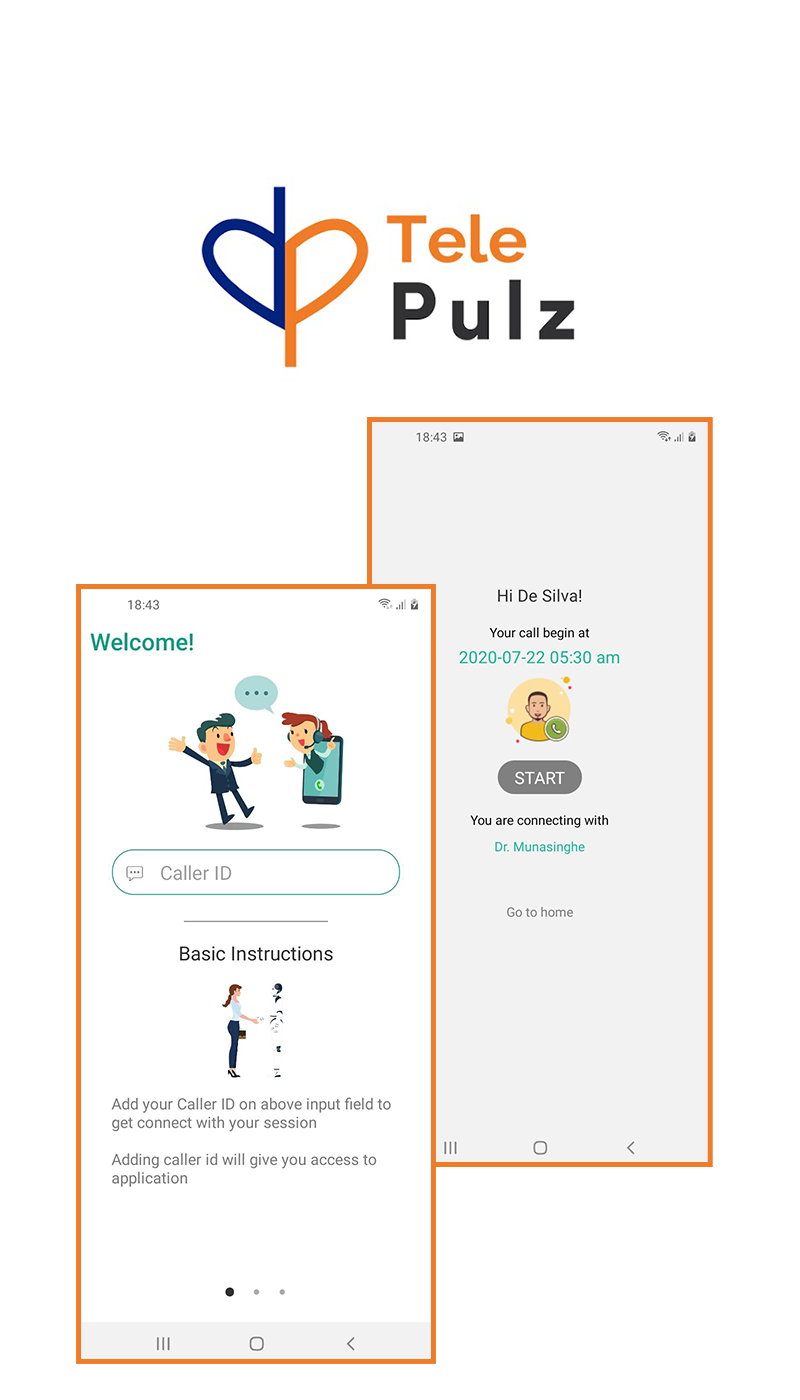 Tele
Pulz
18:43
Hi De Silva!
Your call begin at
2020-07-22 05:30 am
START
You are connecting with
Dr. Munasinghe
Go to home
18:43
Welcome!
Caller ID
Basic Instructions
Add your Caller ID on above input field to
get connect with your session
Adding caller id will give you access to
application